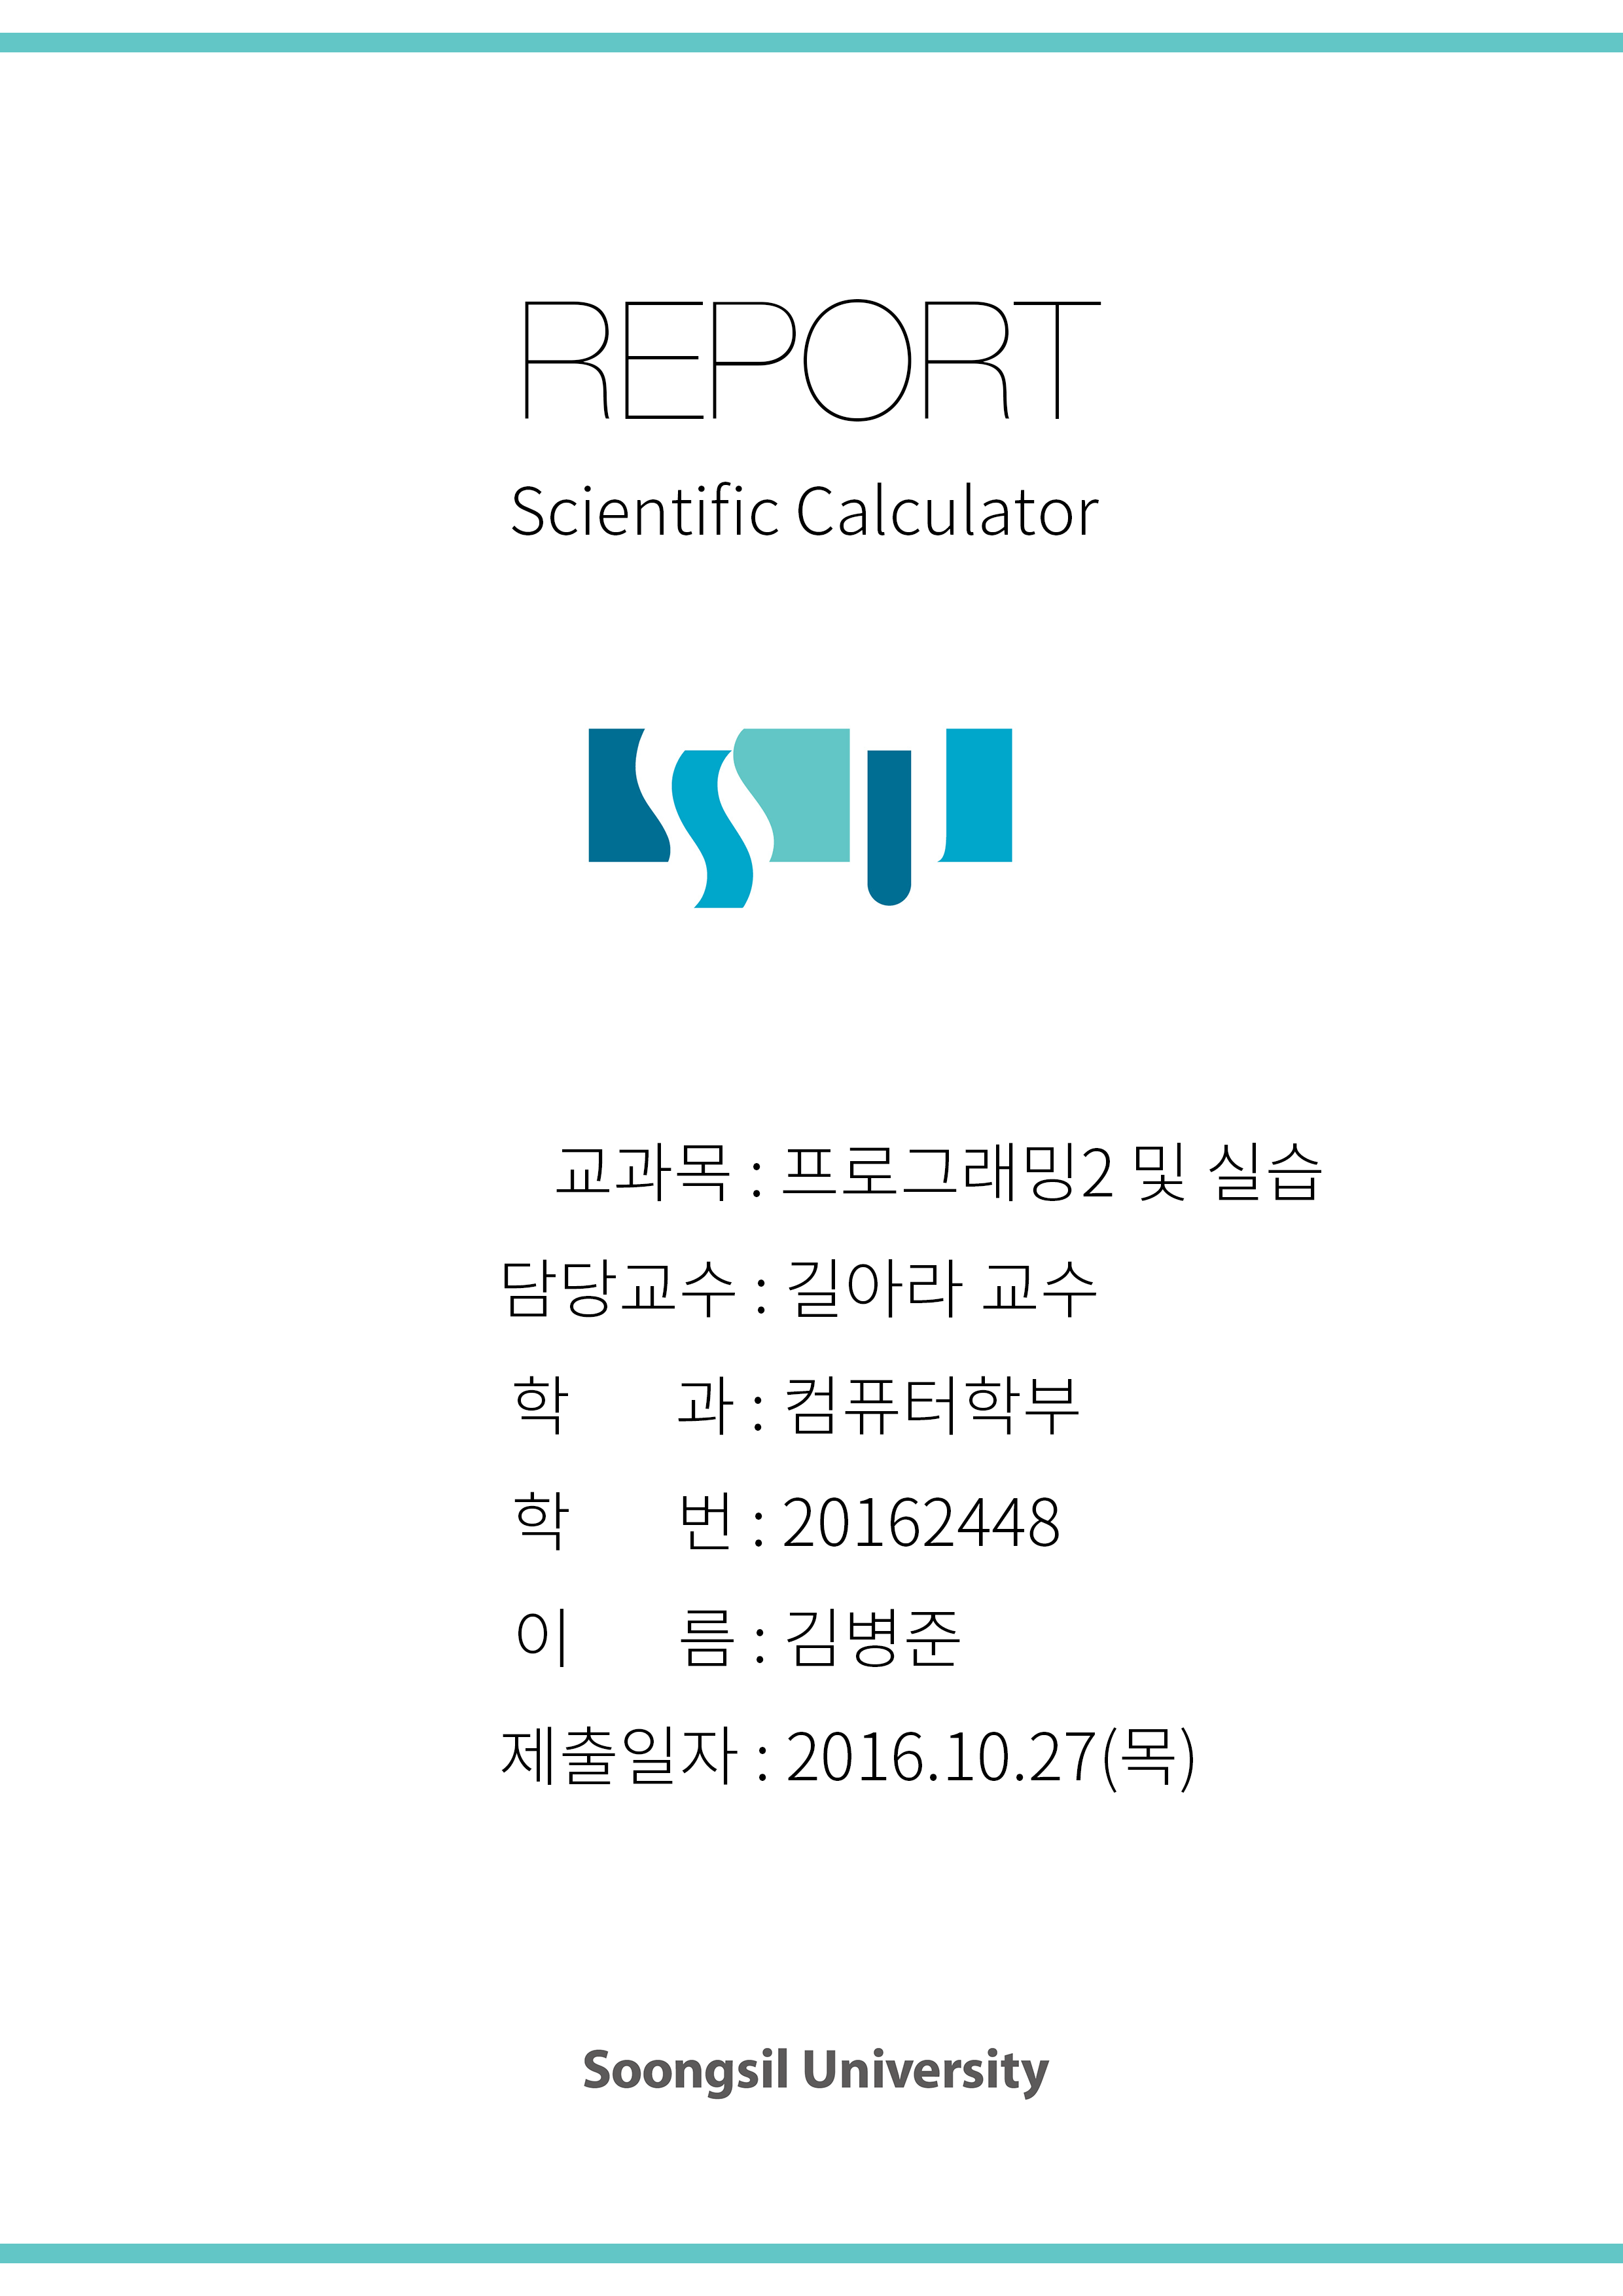 REPORT
Scientific Calculator
교과목 : 프로그래밍2 및 실습
담당교수 : 길아라 교수
학 과 : 컴퓨터학부
학 번 : 20162448
이 름 : 김병준
제출일자 : 2016.10.27(목)
Soongsil University